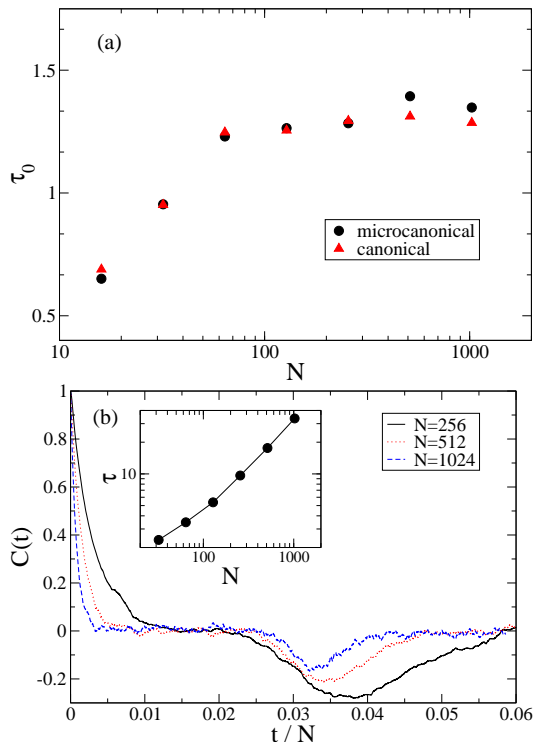 (a)
1.5
1
0.5
τ0
microcanonical
canonical
10
100
1000
N
(b)
1
0.8
0.6
0.4
0.2
0
-0.2
C(t)
10
τ
100
1000
N
N=256
N=512
N=1024
0
0.01
0.02
0.03
0.04
0.05
0.06
t / N